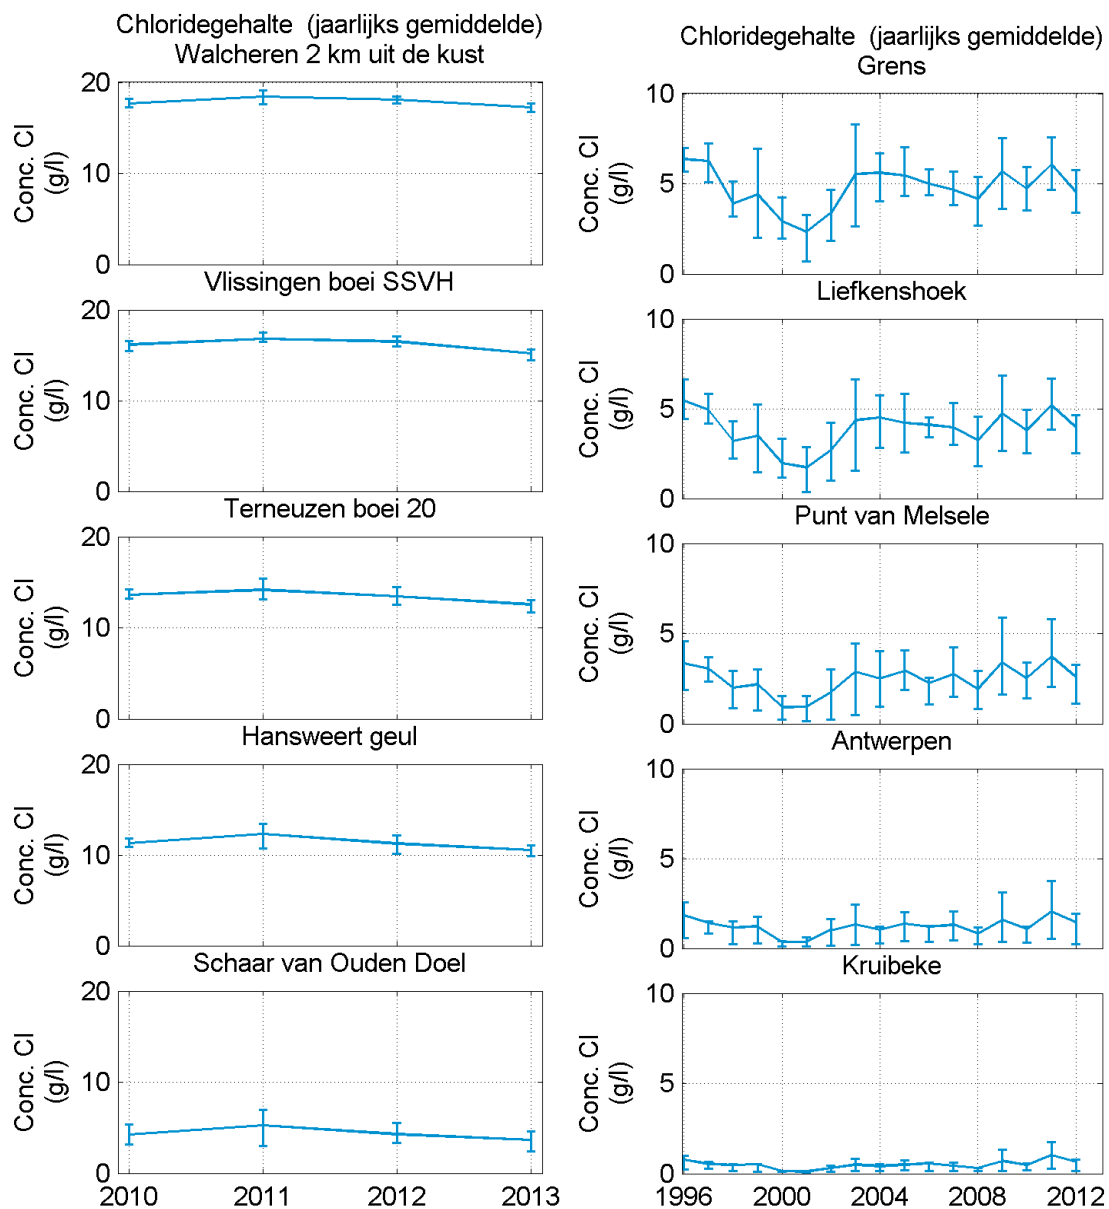 Chloridegehalte (jaarlijks gemiddelde)
Walcheren 2 km uit de kust
20
10
0
Conc. Cl
(g/l)
Vlissingen boei SSVH
20
10
0
Conc. Cl
(g/l)
Terneuzen boei 20
20
10
0
Conc. Cl
(g/l)
Hansweert geul
20
10
0
Conc. Cl
(g/l)
Schaar van Ouden Doel
20
10
0
Conc. Cl
(g/l)
2010 2011 2012 2013
Chloridegehalte (jaarlijks gemiddelde)
Grens
10
5
0
Conc. Cl
(g/l)
Liefkenshoek
10
5
0
Conc. Cl
(g/l)
Punt van Melsele
10
5
0
Conc. Cl
(g/l)
Antwerpen
10
5
0
Conc. Cl
(g/l)
Kruibeke
10
5
0
Conc. Cl
(g/l)
1996 2000 2004 2008 2012